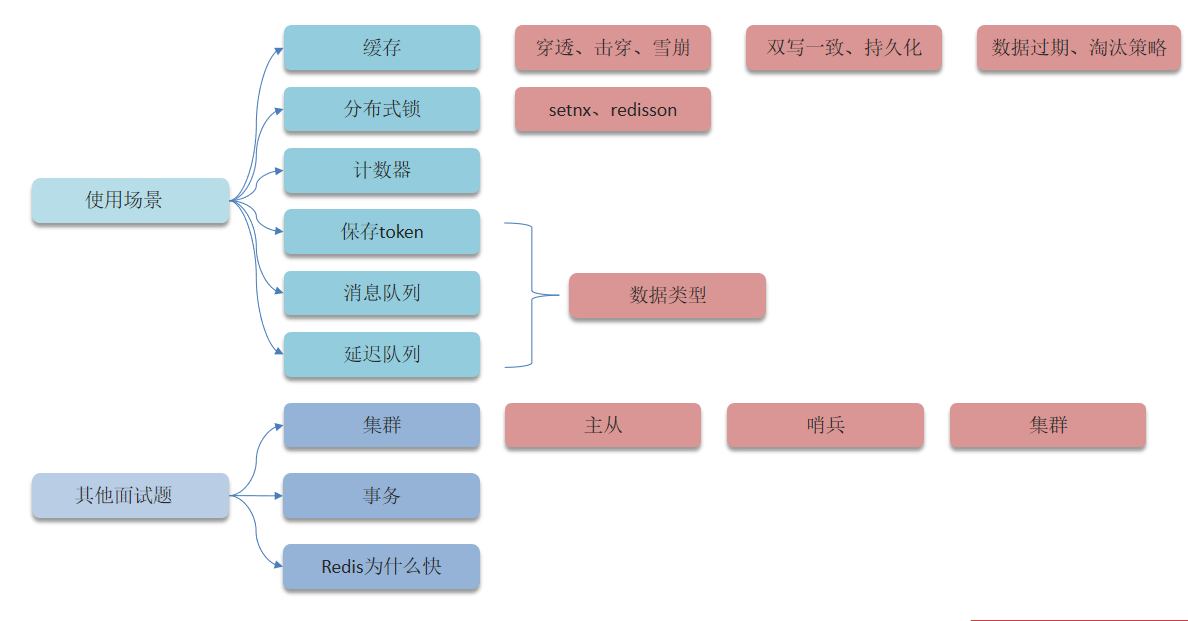 使用场景
缓存
穿透、击穿、雪崩
双写一致、持久化
数据过期、淘汰策略
分布式锁
setnx、redisson
计数器
保存token
消息队列
延迟队列
数据类型
其他面试题
集群
主从
哨兵
集群
事务
Redis为什么快